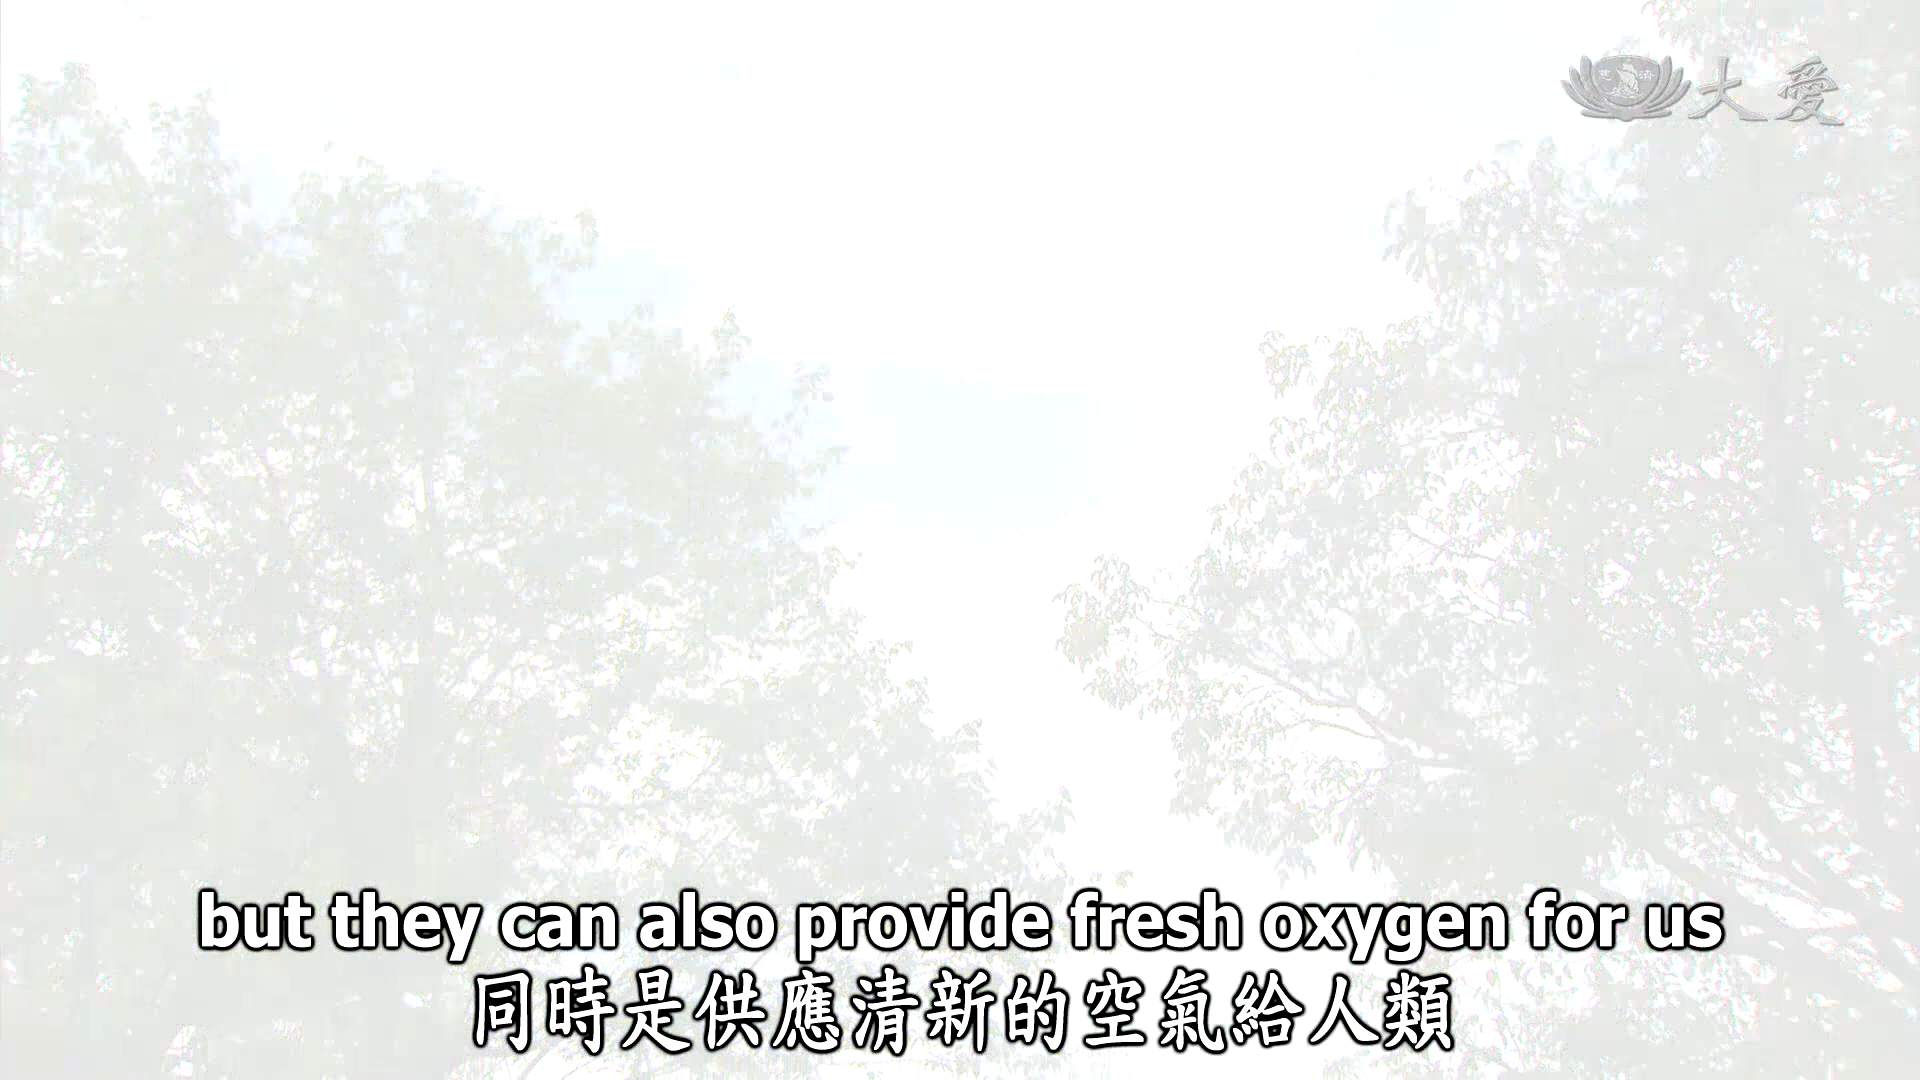 大愛
but they can also provide fresh oxygen for us
同時是供應清新的空氣給人類